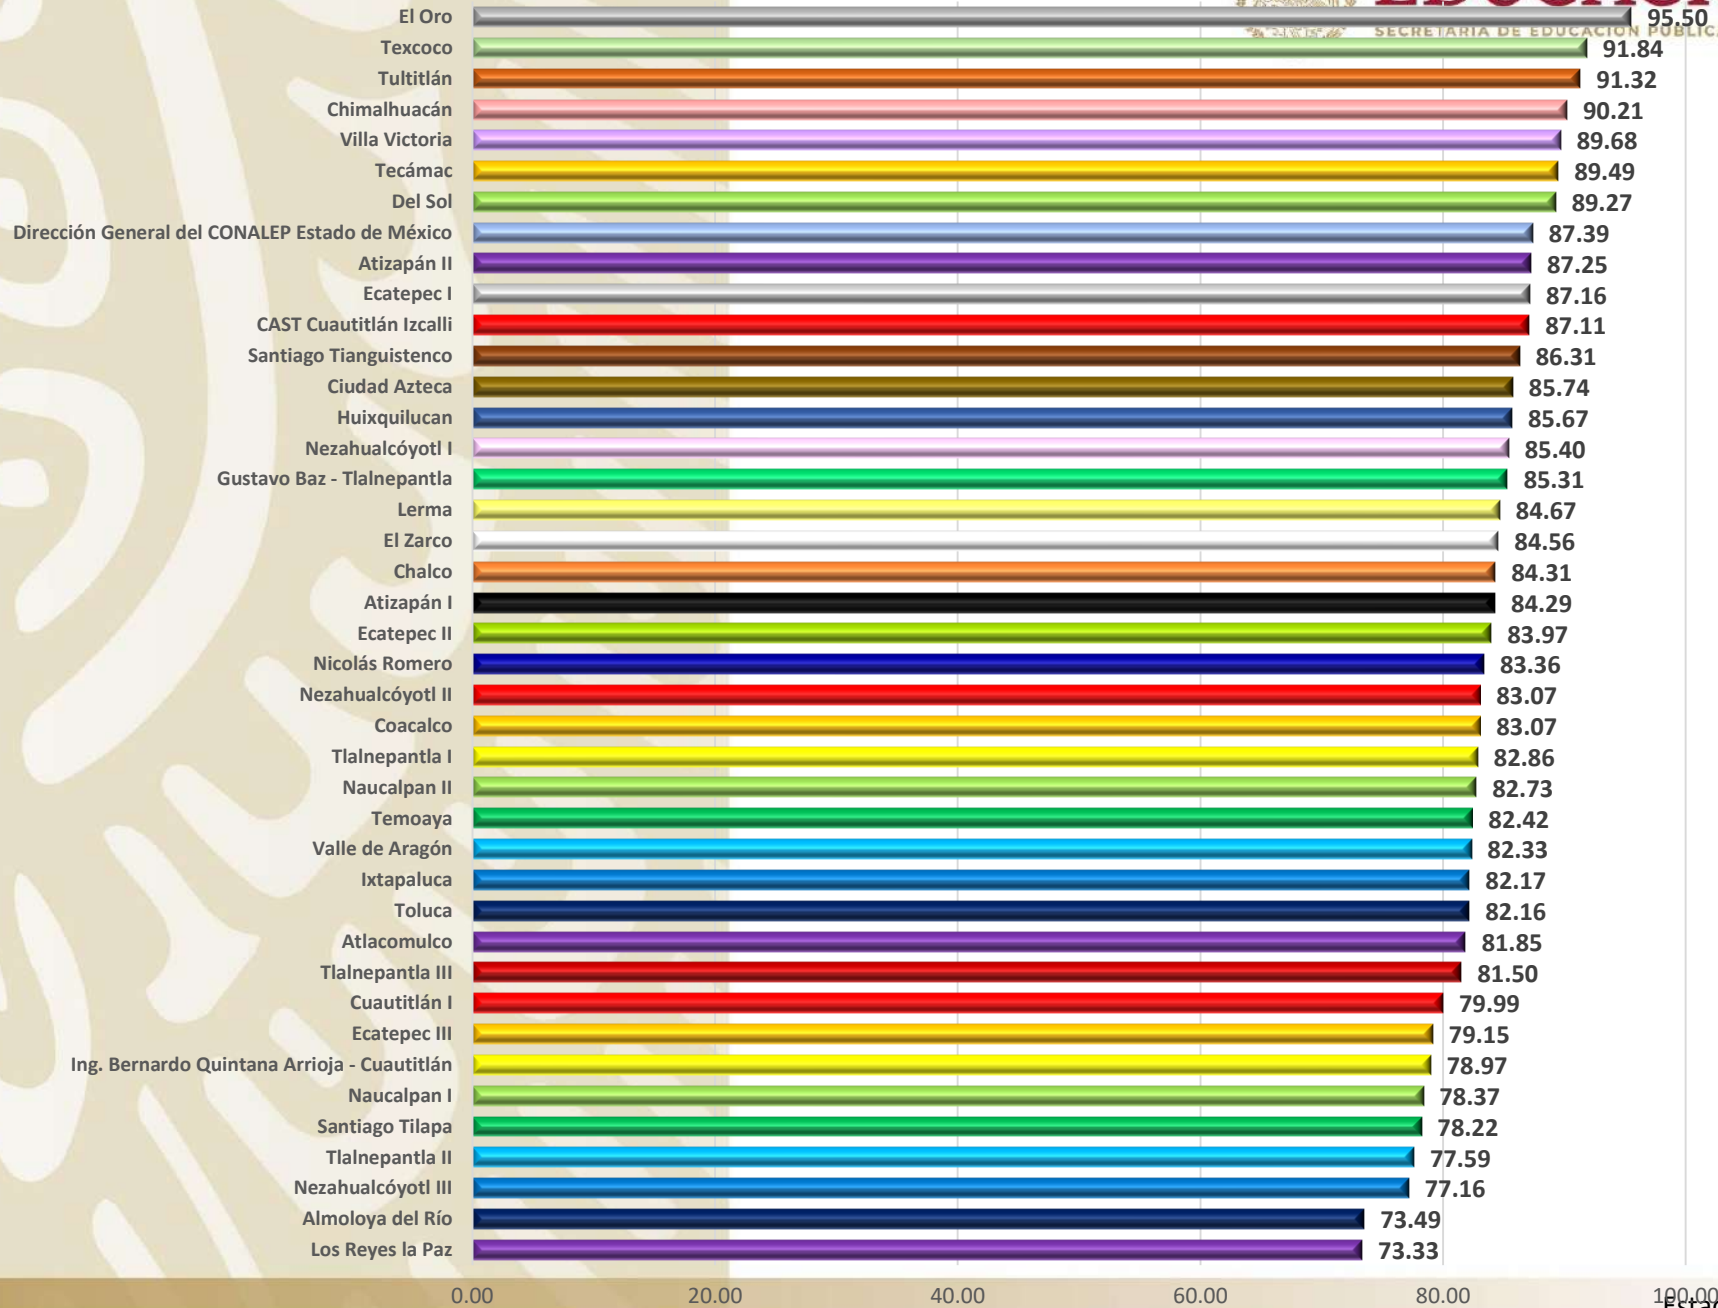 SECRETARÍA DE EDUCACIÓN PÚBLIC
El Oro 95.50
Texcoco 91.84
Tultitlán 91.32
Chimalhuacán 90.21
Villa Victoria 89.68
Tecámac 89.49
Del Sol 89.27
Dirección General del CONALEP Estado de México 87.39
Atizapán II 87.25
Ecatepec I 87.16
CAST Cuautitlán Izcalli 87.11
Santiago Tianguistenco 86.31
Ciudad Azteca 85.74
Huixquilucan 85.67
Nezahualcóyotl I 85.40
Gustavo Baz - Tlalnepantla 85.31
Lerma 84.67
El Zarco 84.56
Chalco 84.31
Atizapán I 84.29
Ecatepec II 83.97
Nicolás Romero 83.36
Nezahualcóyotl II 83.07
Coacalco 83.07
Tlalnepantla I 82.86
Naucalpan II 82.73
Temoaya 82.42
Valle de Aragón 82.33
Ixtapaluca 82.17
Toluca 82.16
Atlacomulco 81.85
Tlalnepantla III 81.50
Cuautitlán I 79.99
Ecatepec III 79.15
Ing. Bernardo Quintana Arrioja - Cuautitlán 78.97
Naucalpan I 78.37
Santiago Tilapa 78.22
Tlalnepantla II 77.59
Nezahualcóyotl III 77.16
Almoloya del Río 73.49
Los Reyes la Paz 73.33
0.00 20.00 40.00 60.00 80.00 100.00